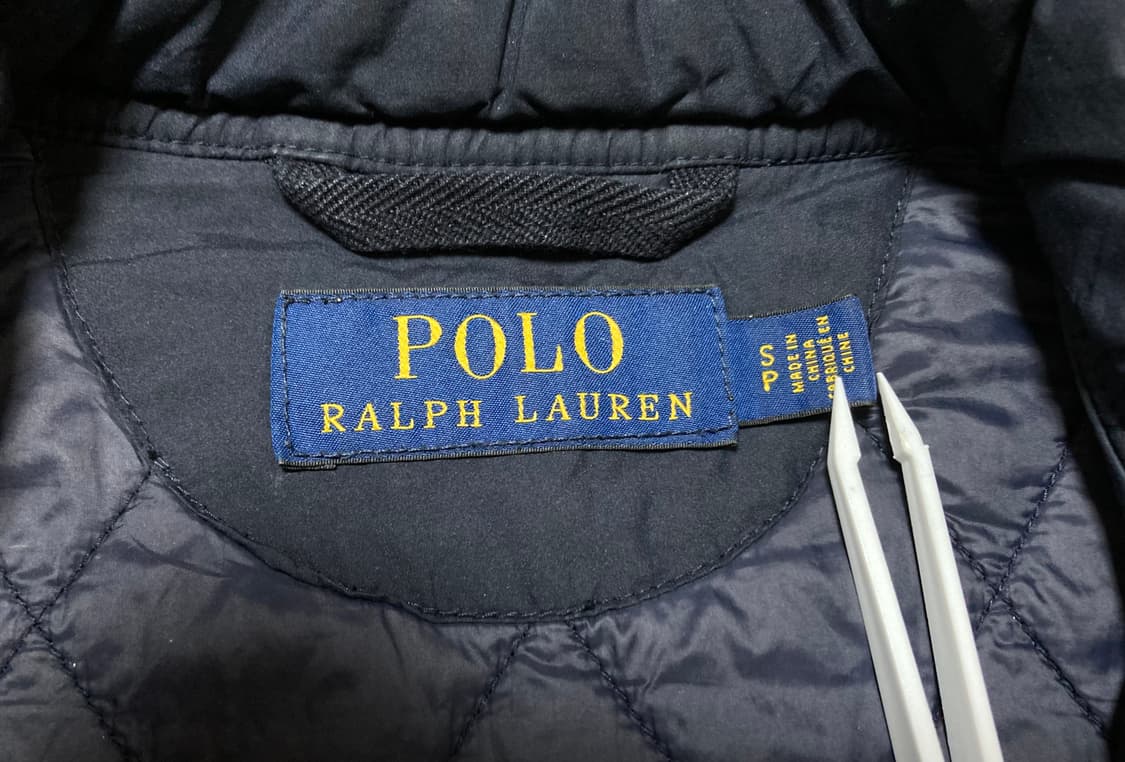 POLO
RALPH LAUREN
S
P
MADE IN
CHINA
FABRIQUÉ EN
CHINE